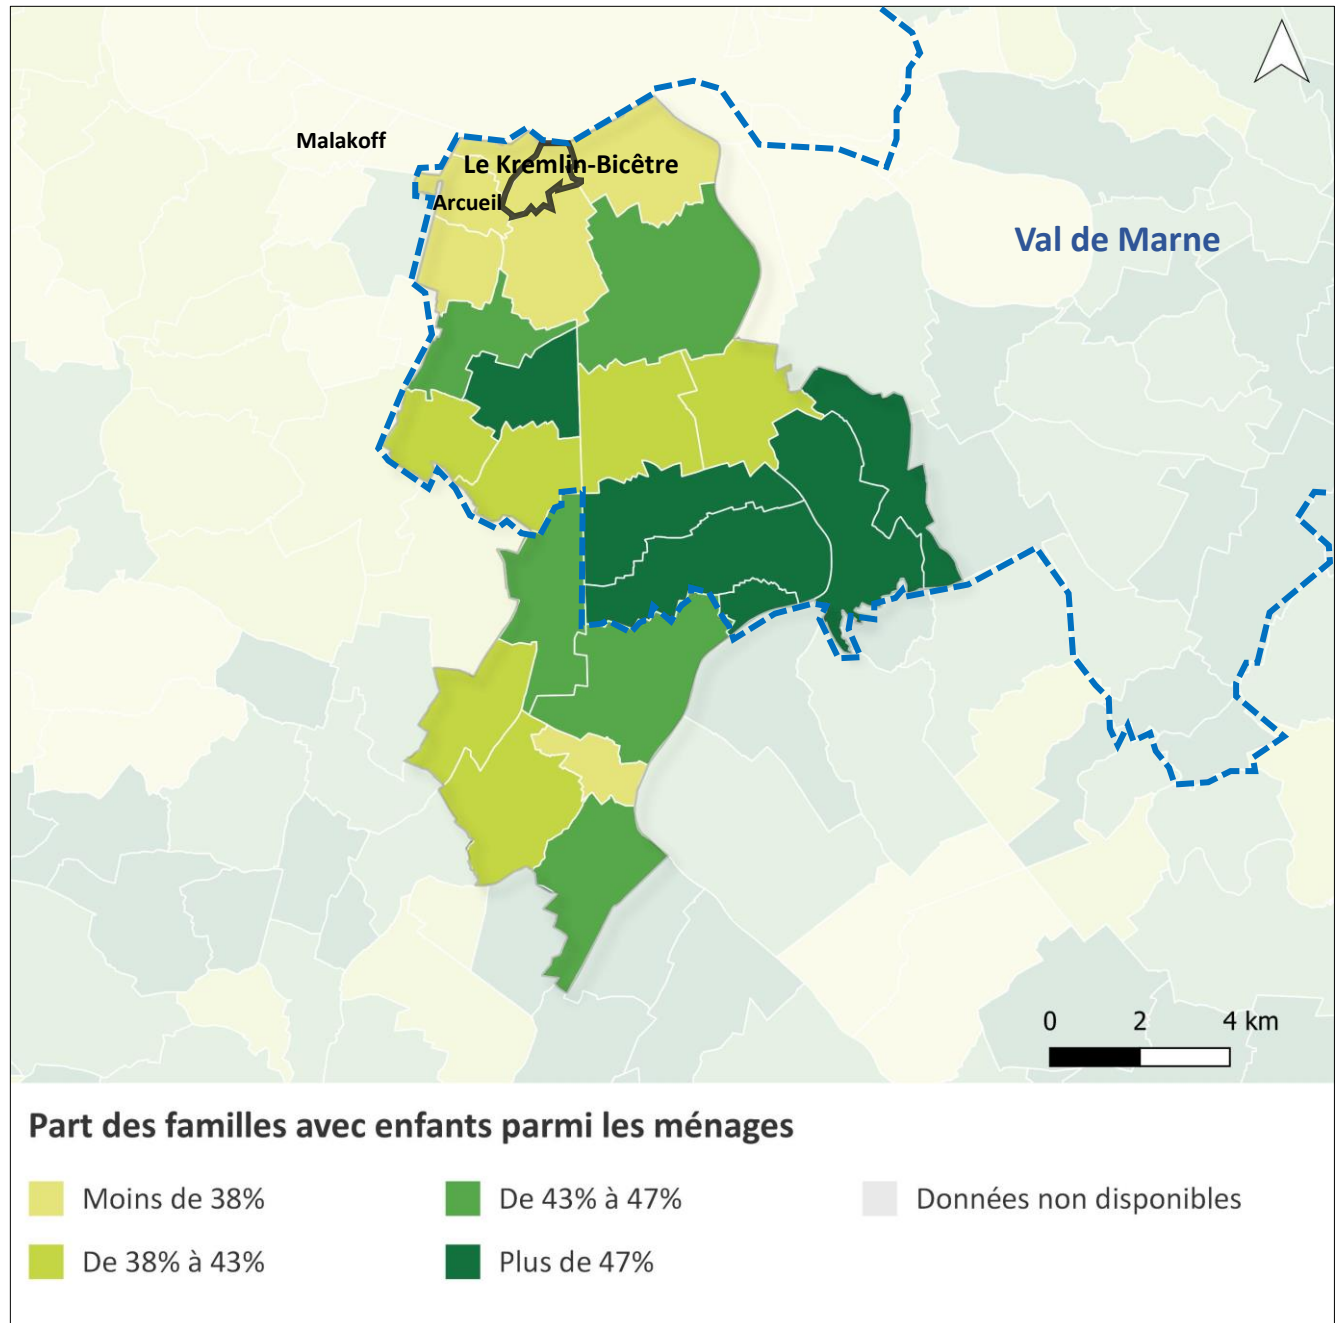 Malakoff
Le Kremlin-Bicêtre
Arcueil
Val de Marne
0 2 4 km
Part des familles avec enfants parmi les ménages
Moins de 38%
De 43% à 47%
Données non disponibles
De 38% à 43%
Plus de 47%